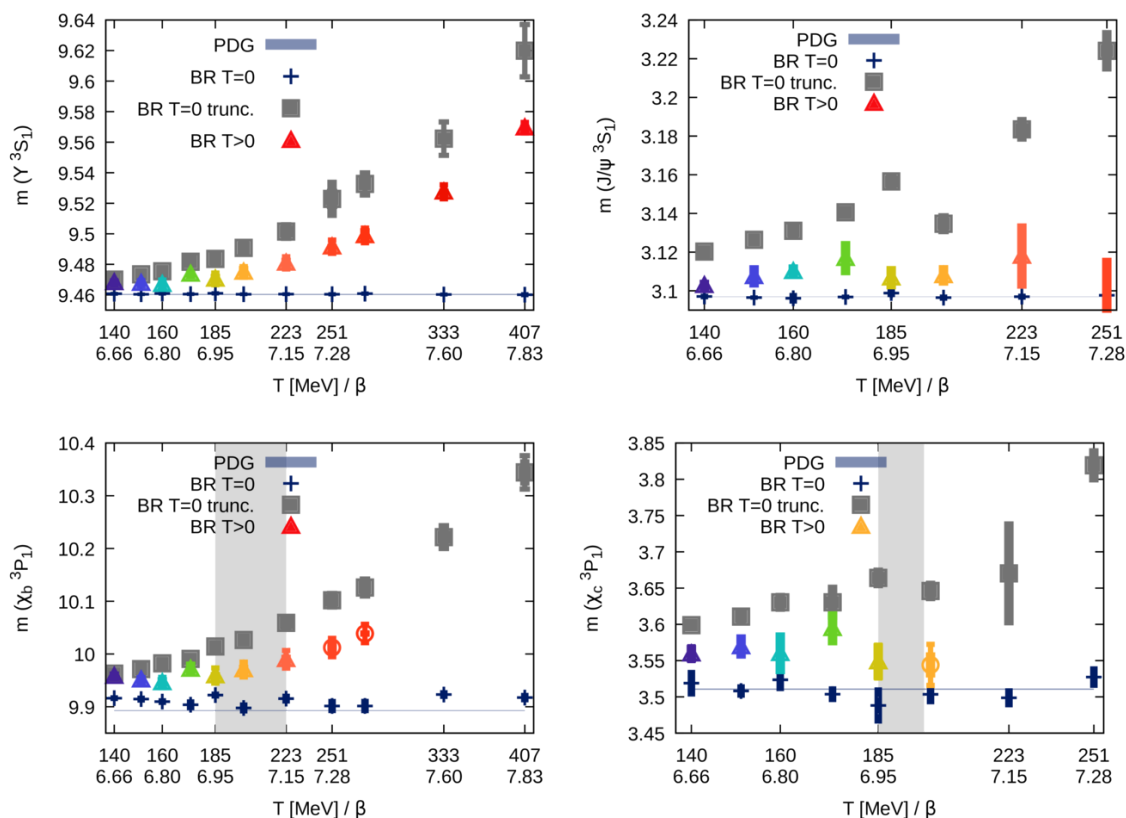 9.64
9.62
9.6
9.58
9.56
9.54
9.52
9.5
9.48
9.46
m (ϒ ³S₁)
PDG
BR T=0
BR T=0 trunc.
BR T>0
140 160 185 223 251 333 407
6.66 6.80 6.95 7.15 7.28 7.60 7.83
T [MeV] / β
3.24
3.22
3.2
3.18
3.16
3.14
3.12
3.1
m (J/ψ ³S₁)
PDG
BR T=0
BR T=0 trunc.
BR T>0
140 160 185 223 251
6.66 6.80 6.95 7.15 7.28
T [MeV] / β
10.4
10.3
10.2
10.1
10
9.9
m (χb ³P₁)
PDG
BR T=0
BR T=0 trunc.
BR T>0
140 160 185 223 251 333 407
6.66 6.80 6.95 7.15 7.28 7.60 7.83
T [MeV] / β
3.85
3.8
3.75
3.7
3.65
3.6
3.55
3.5
3.45
m (χc ³P₁)
PDG
BR T=0
BR T=0 trunc.
BR T>0
140 160 185 223 251
6.66 6.80 6.95 7.15 7.28
T [MeV] / β